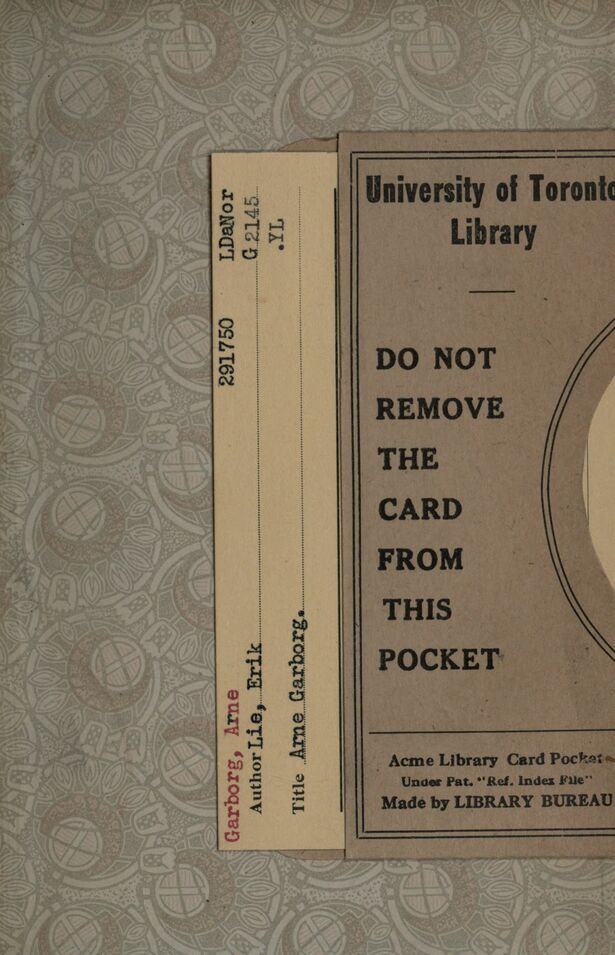 Garborg, Arne 291750 LDaNor
Author Lie, Erik G 2145
.YL
Title Arne Garborg.
University of Toronto
Library
DO NOT
REMOVE
THE
CARD
FROM
THIS
POCKET
Acme Library Card Pocket
Under Pat. "Ref. Index File"
Made by LIBRARY BUREAU